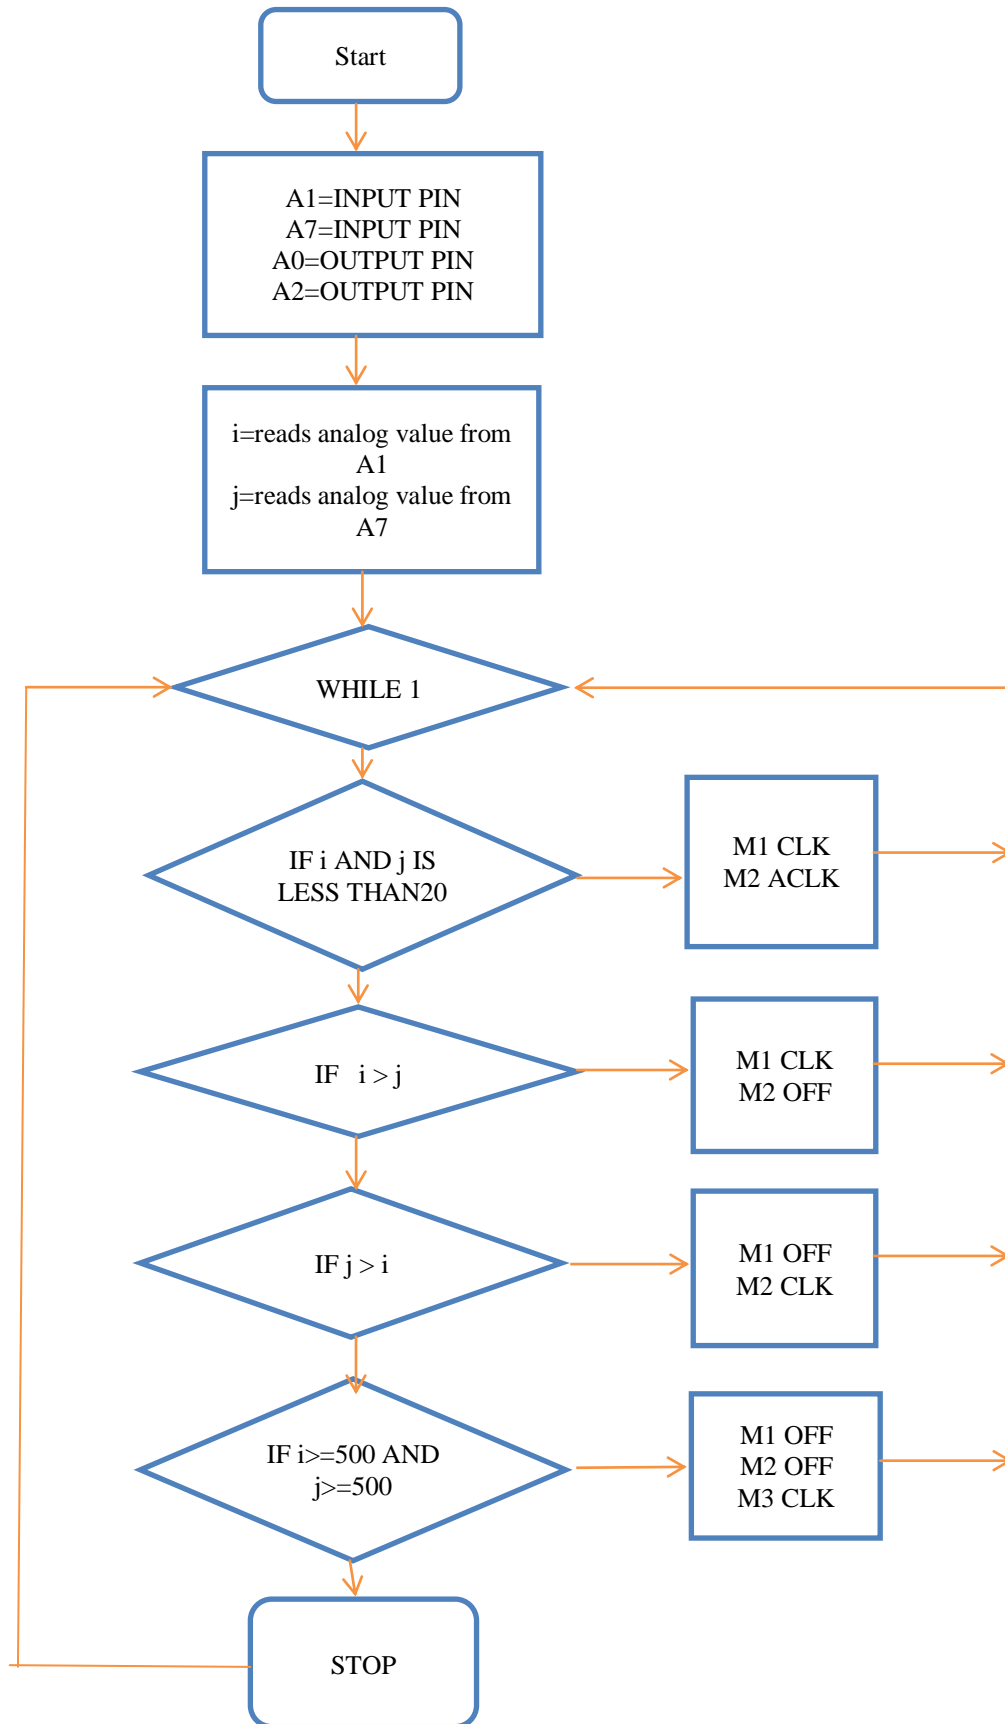 Start
A1=INPUT PIN
A7=INPUT PIN
A0=OUTPUT PIN
A2=OUTPUT PIN
i=reads analog value from
A1
j=reads analog value from
A7
WHILE 1
IF i AND j IS
LESS THAN20
M1 CLK
M2 ACLK
IF i > j
M1 CLK
M2 OFF
IF j > i
M1 OFF
M2 CLK
IF i>=500 AND
j>=500
M1 OFF
M2 OFF
M3 CLK
STOP